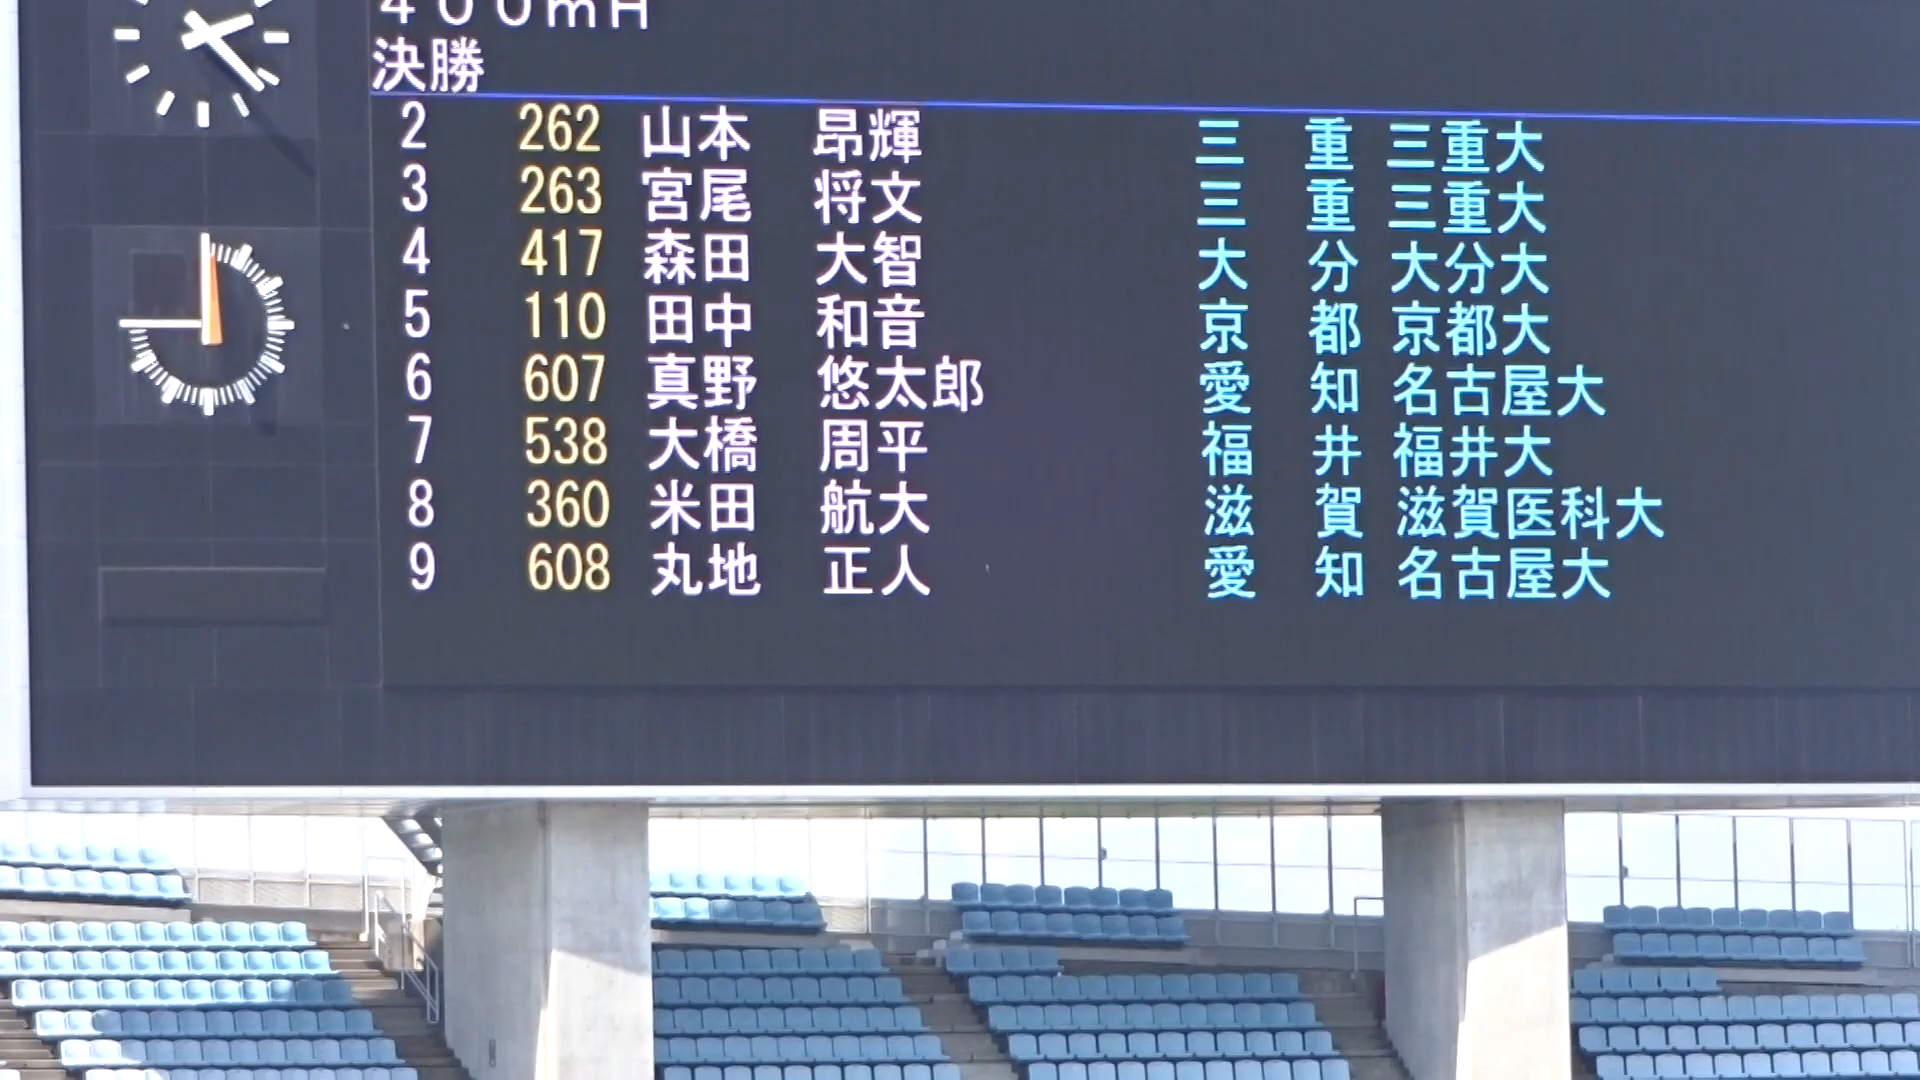 400mH
決勝
2 262 山本 昂輝 三 重 三重大
3 263 宮尾 将文 三 重 三重大
4 417 森田 大智 大 分 大分大
5 110 田中 和音 京 都 京都大
6 607 真野 悠太郎 愛 知 名古屋大
7 538 大橋 周平 福 井 福井大
8 360 米田 航大 滋 賀 滋賀医科大
9 608 丸地 正人 愛 知 名古屋大